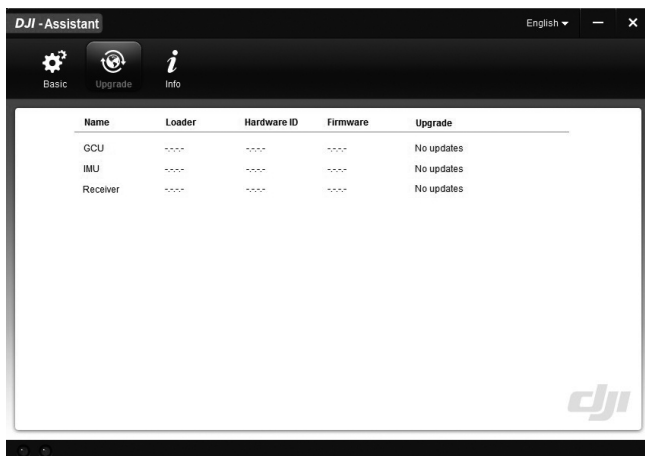 DJI - Assistant
English
Basic
Upgrade
Info
Name Loader Hardware ID Firmware Upgrade
GCU -.-.-.- -.-.-.- -.-.-.- No updates
IMU -.-.-.- -.-.-.- -.-.-.- No updates
Receiver -.-.-.- -.-.-.- -.-.-.- No updates
dji